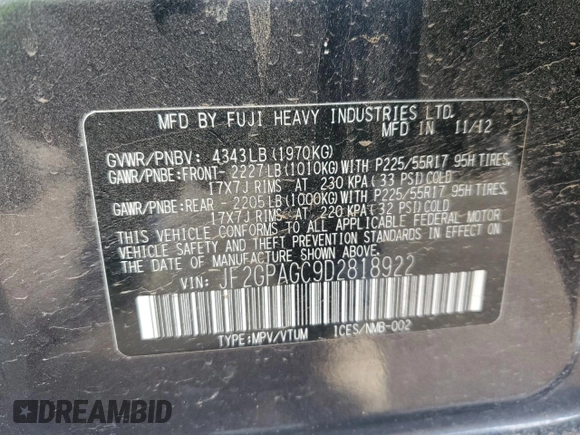 MFD BY FUJI HEAVY INDUSTRIES LTD.
MFD IN 11/12
GVWR/PNBV: 4343LB(1970KG)
GAWR/PNBE:FRONT- 2227LB(1010KG)WITH P225/55R17 95H TIRES,
17X7J RIMS AT 230 KPA( 33 PSI COLD
GAWR/PNBE:REAR - 2205LB(1000KG)WITH P225/55R17 95H TIRES,
17X7J RIMS AT 220 KPA( 32 PSI COLD
THIS VEHICLE CONFORMS TO ALL APPLICABLE FEDERAL MOTOR
VEHICLE SAFETY AND THEFT PREVENTION STANDARDS IN EFFECT ON
THE DATE OF MANUFACTURE SHOWN ABOVE.
VIN: JF2GPAGC9D2818922
TYPE:MPV/VTUM ICES/NMB-002
DREAMBID